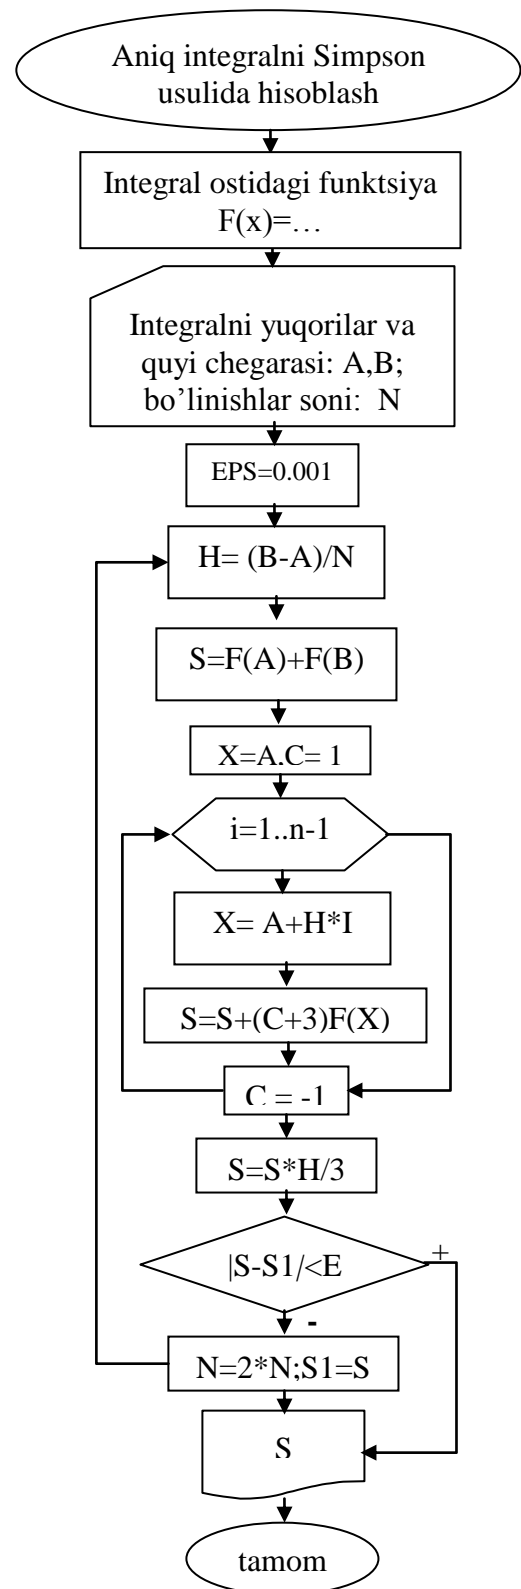 Aniq integralni Simpson
usulida hisoblash
Integral ostidagi funktsiya
F(x)=…
Integralni yuqorilar va
quyi chegarasi: A,B;
bo’linishlar soni: N
EPS=0.001
H= (B-A)/N
S=F(A)+F(B)
X=A,C= 1
i=1..n-1
X= A+H*I
S=S+(C+3)F(X)
C = -1
S=S*H/3
|S-S1/<E
+
-
N=2*N;S1=S
S
tamom